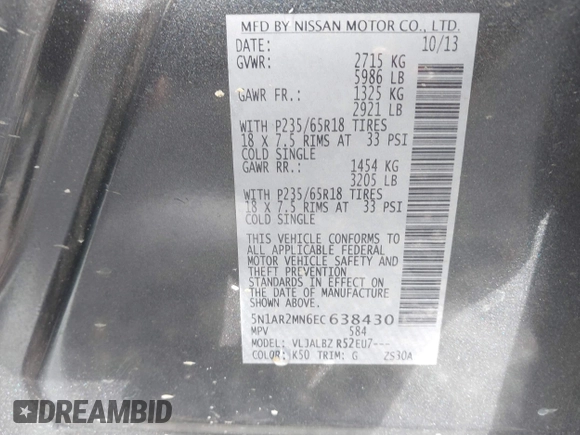 MFD BY NISSAN MOTOR CO., LTD.
DATE: 10/13
GVWR: 2715 KG
5986 LB
GAWR FR.: 1325 KG
2921 LB
WITH P235/65R18 TIRES
18 X 7.5 RIMS AT 33 PSI
COLD SINGLE
GAWR RR.: 1454 KG
3205 LB
WITH P235/65R18 TIRES
18 X 7.5 RIMS AT 33 PSI
COLD SINGLE
THIS VEHICLE CONFORMS TO
ALL APPLICABLE FEDERAL
MOTOR VEHICLE SAFETY AND
THEFT PREVENTION
STANDARDS IN EFFECT ON
THE DATE OF MANUFACTURE
SHOWN ABOVE.
5N1AR2MN6EC638430
MPV 584
MODEL: VLJALBZ R52EU7---
COLOR: K50 TRIM: G ZS30A
DREAMBID